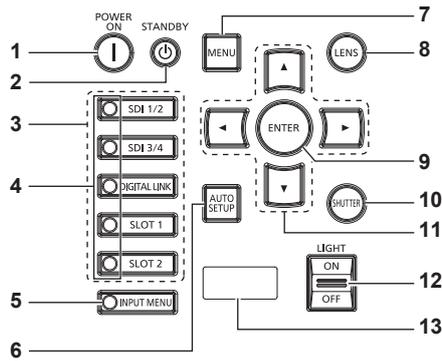 POWER
ON
STANDBY
MENU
LENS
SDI 1/2
SDI 3/4
DIGITAL LINK
SLOT 1
SLOT 2
INPUT MENU
ENTER
AUTO
SETUP
SHUTTER
LIGHT
ON
OFF
1
2
3
4
5
6
7
8
9
10
11
12
13